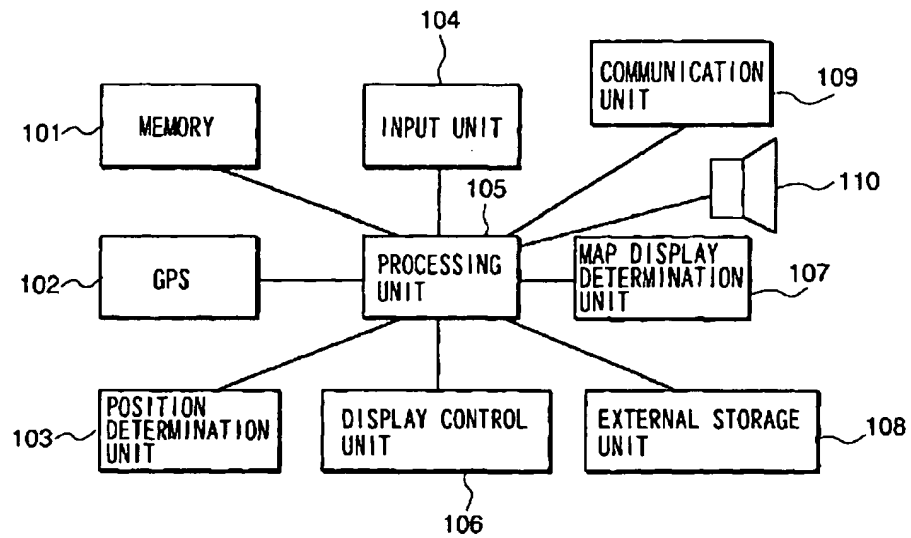 104
COMMUNICATION
UNIT
109
101
MEMORY
INPUT UNIT
105
110
102
GPS
PROCESSING
UNIT
MAP DISPLAY
DETERMINATION
UNIT
107
103
POSITION
DETERMINATION
UNIT
DISPLAY CONTROL
UNIT
EXTERNAL STORAGE
UNIT
108
106